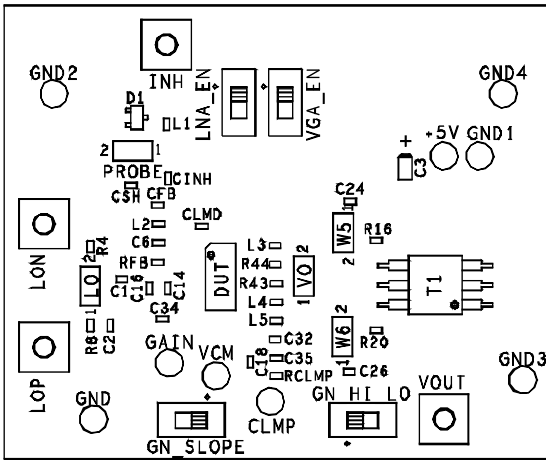 INH
GND2
GND4
D1
LNA_EN
VGA_EN
L1
+5V
GND1
+
C3
2
1
PROBE
CINH
CSH
CFB
C24
L2
CLMD
1
W5
2
R16
LON
R4
C6
L3
2
LO
1
RFB
R44
VO
2
1
DUT
C1
C16
C14
R43
T1
L4
C34
L5
2
W6
1
R8
C2
C32
R20
GAIN
VCM
C18
C35
C26
GND3
LOP
RCLMP
GND
GN HI LO
VOUT
CLMP
GN_SLOPE